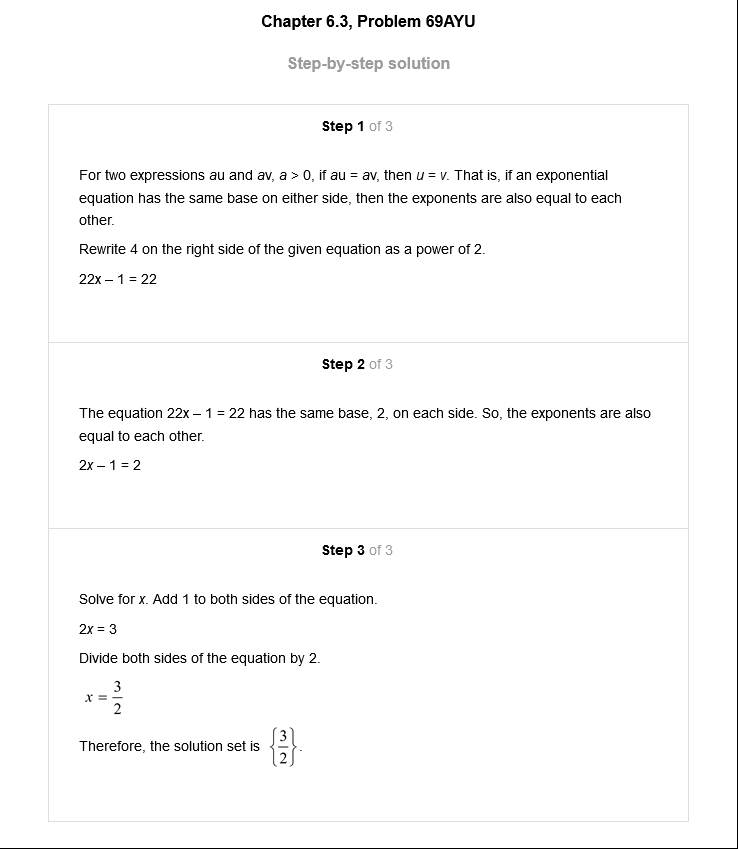 Chapter 6.3, Problem 69AYU
Step-by-step solution
Step 1 of 3
For two expressions au and av, a > 0, if au = av, then u = v. That is, if an exponential
equation has the same base on either side, then the exponents are also equal to each
other.
Rewrite 4 on the right side of the given equation as a power of 2.
22x – 1 = 22
Step 2 of 3
The equation 22x – 1 = 22 has the same base, 2, on each side. So, the exponents are also
equal to each other.
2x – 1 = 2
Step 3 of 3
Solve for x. Add 1 to both sides of the equation.
2x = 3
Divide both sides of the equation by 2.
x = 3/2
Therefore, the solution set is {3/2}.